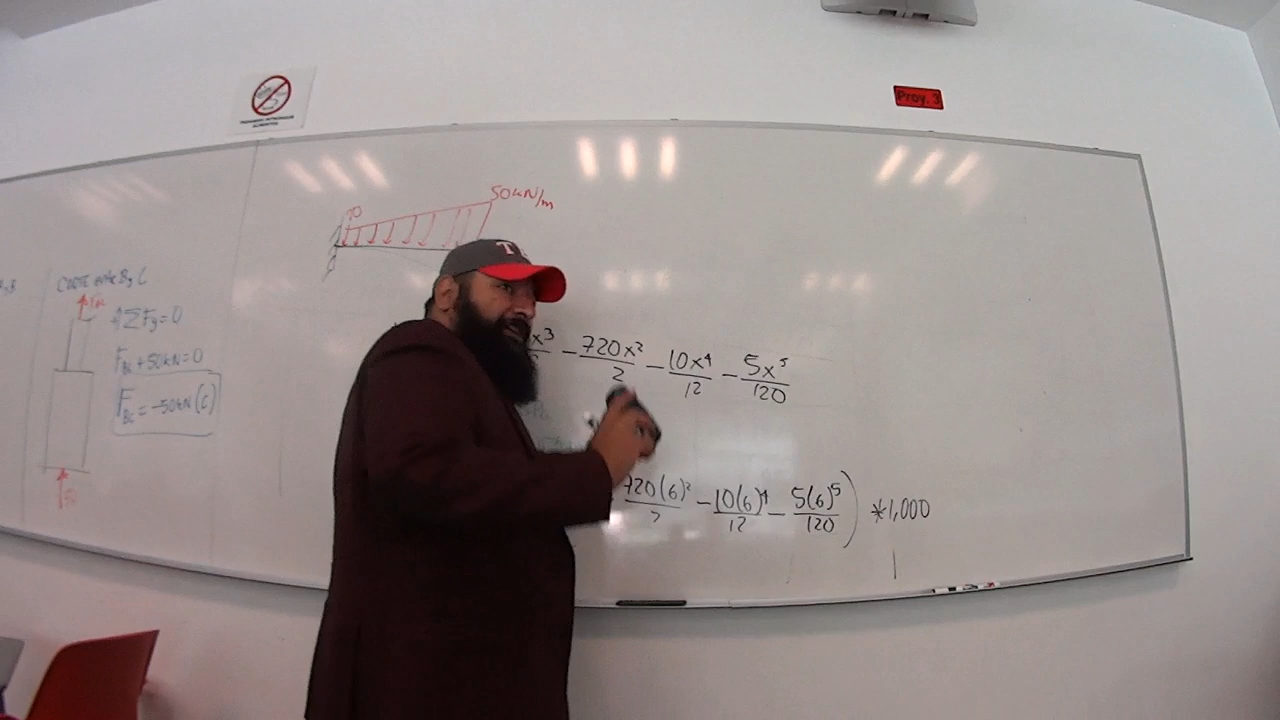 Proy. 3
50kN/m
10
Corte entre B y C
↑ΣFy=0
F_BC + 50kN=0
F_BC = -50kN (C)
x³ - 720x²/2 - 10x⁴/12 - 5x⁵/120
720(6)²/2 - 10(6)⁴/12 - 5(6)⁵/120) *1,000
T